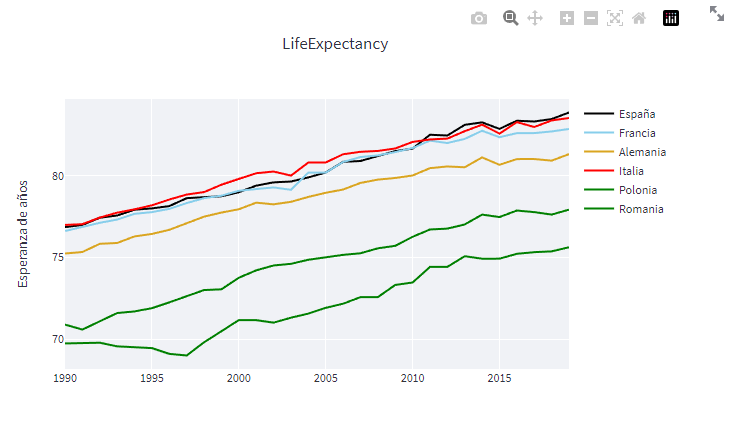 LifeExpectancy
Esperanza de años
80
75
70
1990
1995
2000
2005
2010
2015
España
Francia
Alemania
Italia
Polonia
Romania